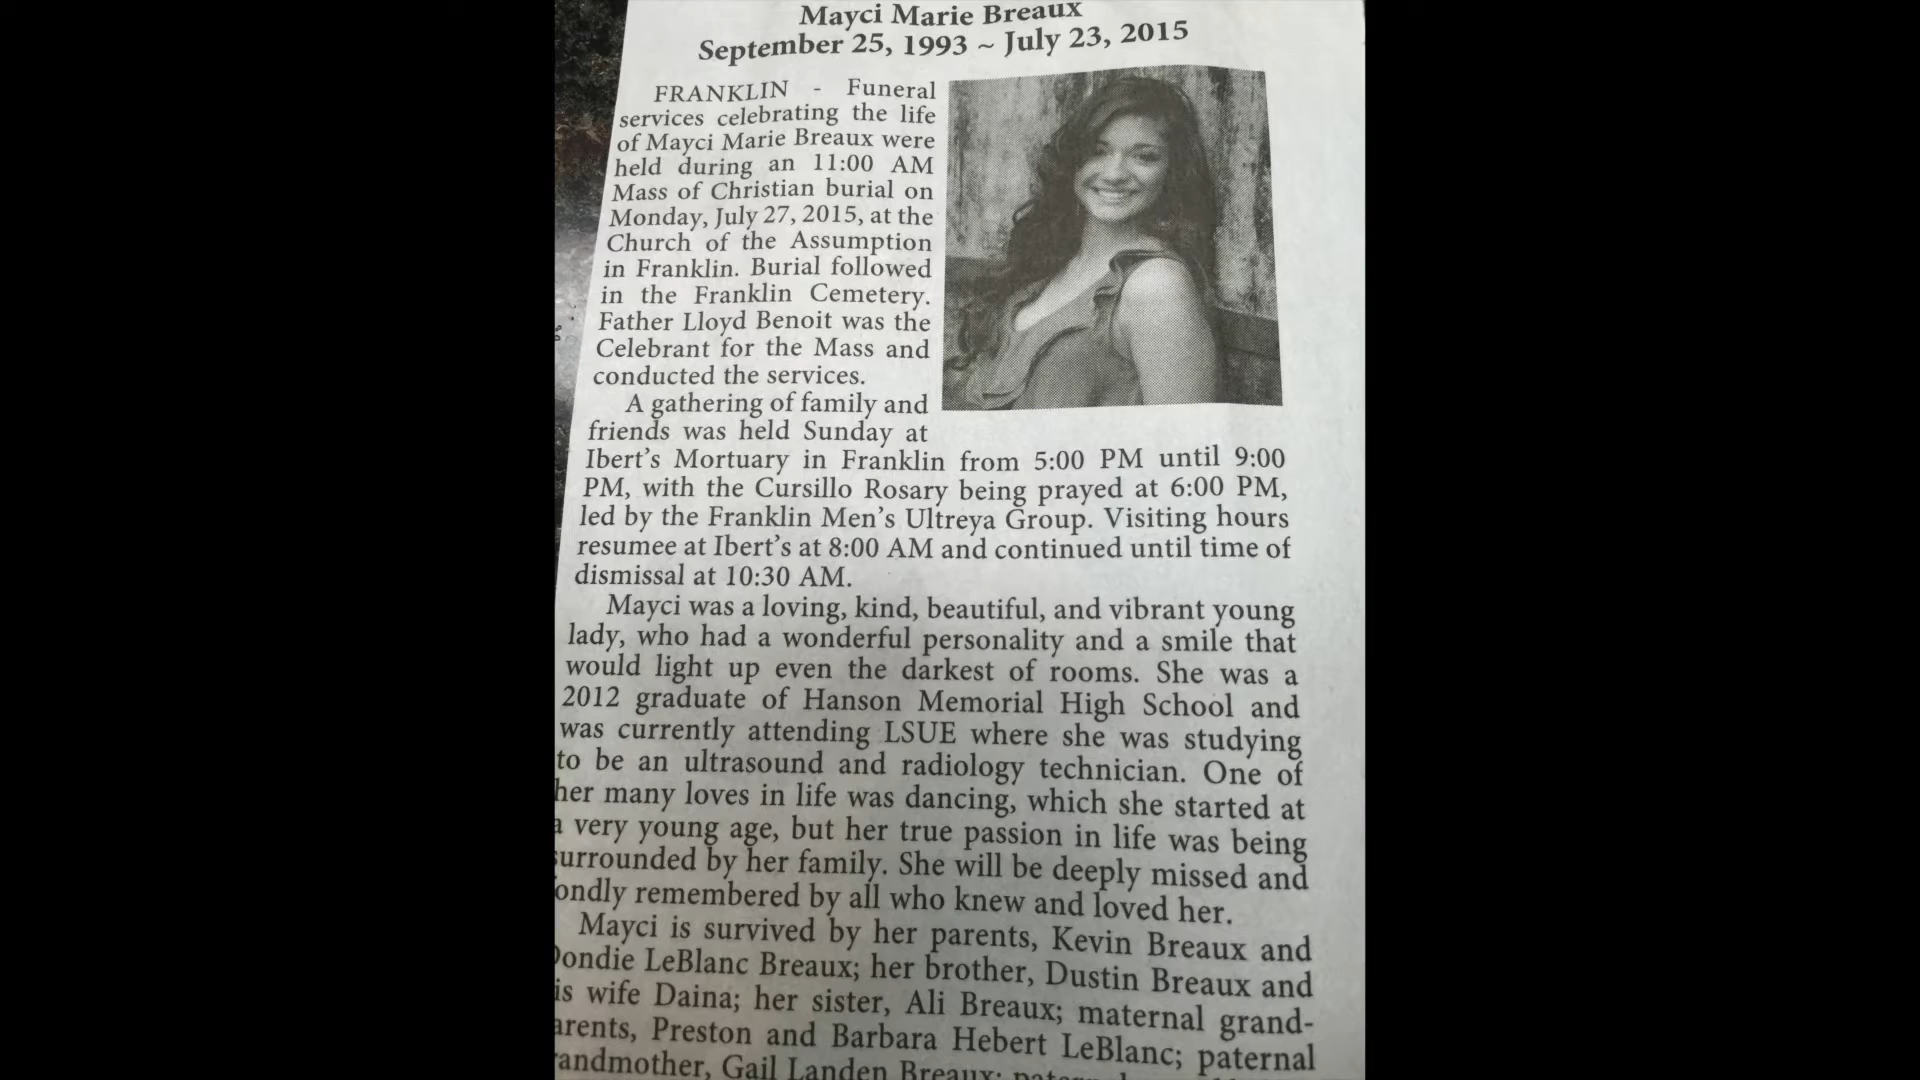 Mayci Marie Breaux
September 25, 1993 ~ July 23, 2015
FRANKLIN - Funeral
services celebrating the life
of Mayci Marie Breaux were
held during an 11:00 AM
Mass of Christian burial on
Monday, July 27, 2015, at the
Church of the Assumption
in Franklin. Burial followed
in the Franklin Cemetery.
Father Lloyd Benoit was the
Celebrant for the Mass and
conducted the services.
A gathering of family and
friends was held Sunday at
Ibert's Mortuary in Franklin from 5:00 PM until 9:00
PM, with the Cursillo Rosary being prayed at 6:00 PM,
led by the Franklin Men's Ultreya Group. Visiting hours
resumee at Ibert's at 8:00 AM and continued until time of
dismissal at 10:30 AM.
Mayci was a loving, kind, beautiful, and vibrant young
lady, who had a wonderful personality and a smile that
would light up even the darkest of rooms. She was a
2012 graduate of Hanson Memorial High School and
was currently attending LSUE where she was studying
to be an ultrasound and radiology technician. One of
her many loves in life was dancing, which she started at
a very young age, but her true passion in life was being
surrounded by her family. She will be deeply missed and
ondly remembered by all who knew and loved her.
Mayci is survived by her parents, Kevin Breaux and
Dondie LeBlanc Breaux; her brother, Dustin Breaux and
is wife Daina; her sister, Ali Breaux; maternal grand-
arents, Preston and Barbara Hebert LeBlanc; paternal
randmother, Gail Landen Breaux;